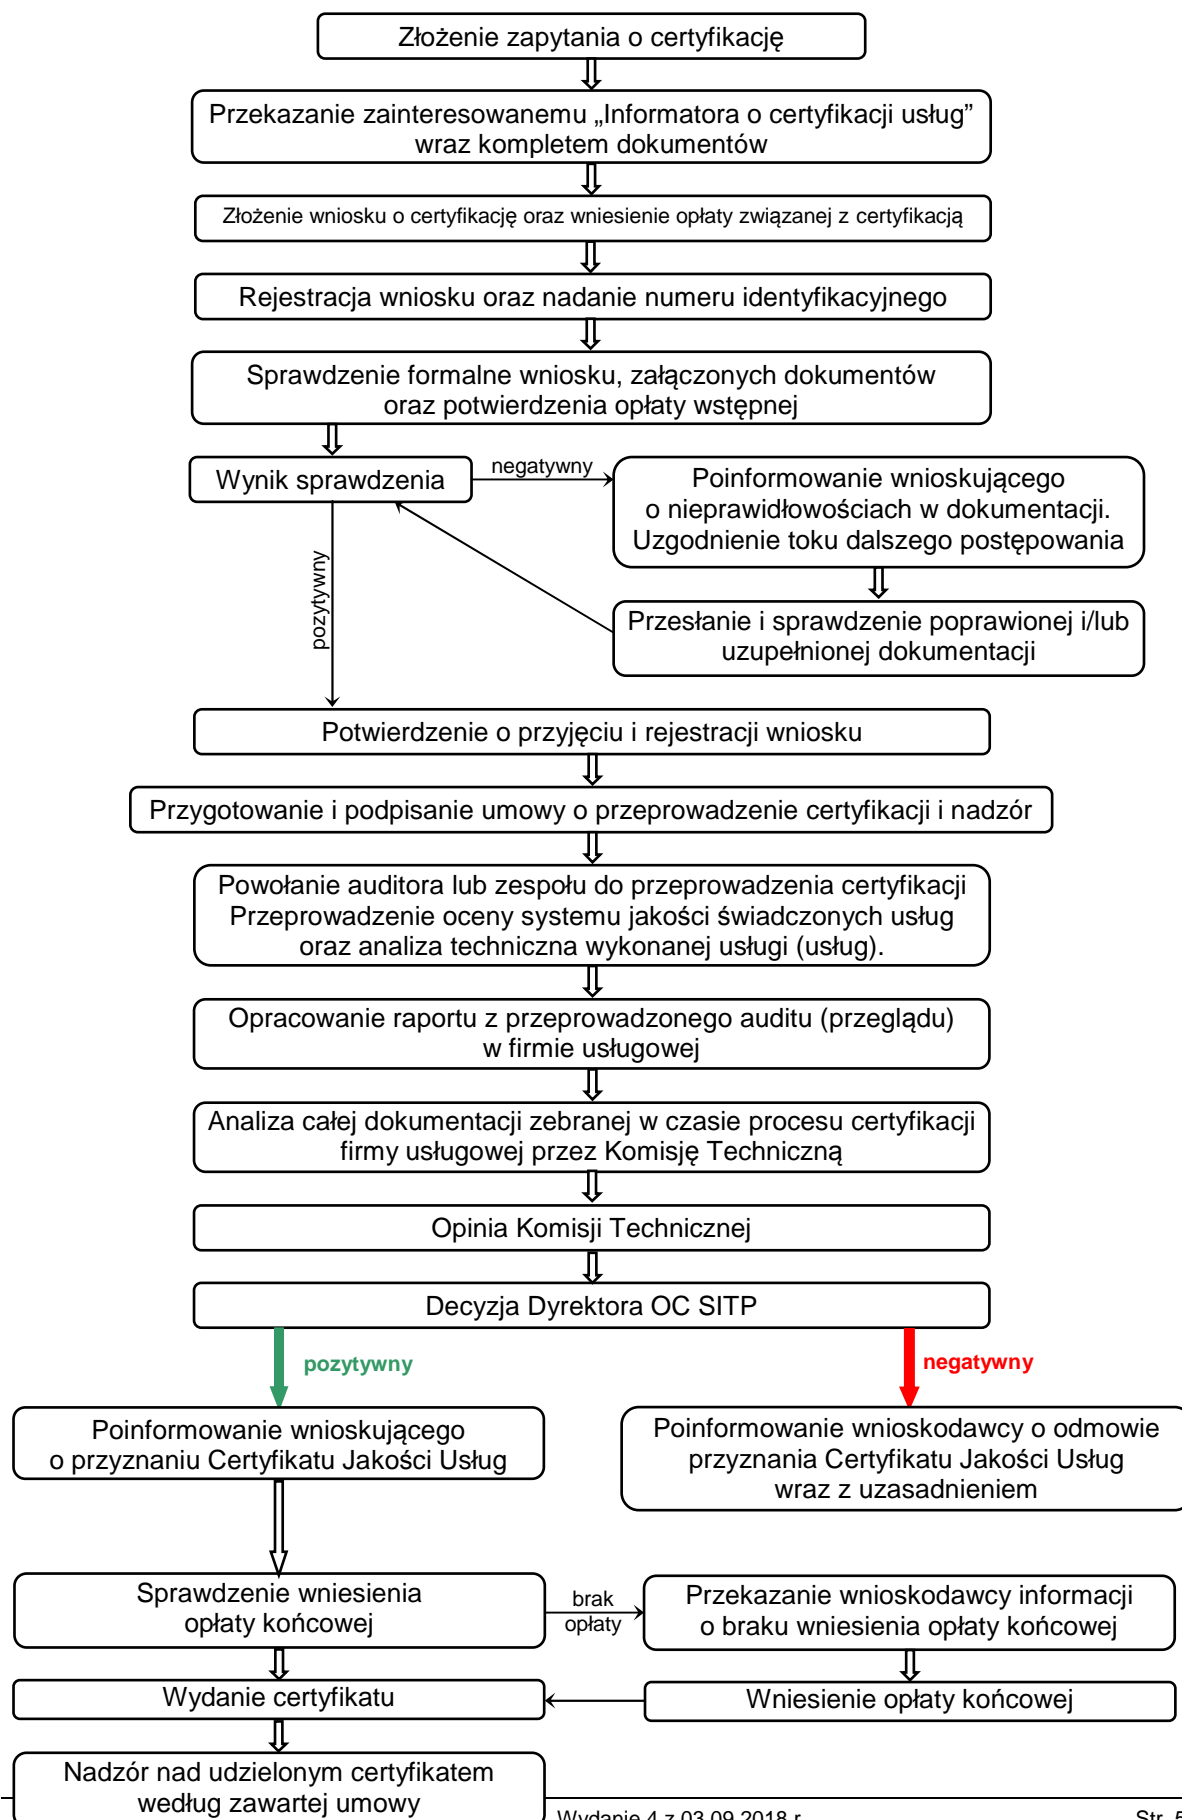 Złożenie zapytania o certyfikację
Przekazanie zainteresowanemu „Informatora o certyfikacji usług”
wraz kompletem dokumentów
Złożenie wniosku o certyfikację oraz wniesienie opłaty związanej z certyfikacją
Rejestracja wniosku oraz nadanie numeru identyfikacyjnego
Sprawdzenie formalne wniosku, załączonych dokumentów
oraz potwierdzenia opłaty wstępnej
Wynik sprawdzenia
negatywny
Poinformowanie wnioskującego
o nieprawidłowościach w dokumentacji.
Uzgodnienie toku dalszego postępowania
pozytywny
Przesłanie i sprawdzenie poprawionej i/lub
uzupełnionej dokumentacji
Potwierdzenie o przyjęciu i rejestracji wniosku
Przygotowanie i podpisanie umowy o przeprowadzenie certyfikacji i nadzór
Powołanie auditora lub zespołu do przeprowadzenia certyfikacji
Przeprowadzenie oceny systemu jakości świadczonych usług
oraz analiza techniczna wykonanej usługi (usług).
Opracowanie raportu z przeprowadzonego auditu (przeglądu)
w firmie usługowej
Analiza całej dokumentacji zebranej w czasie procesu certyfikacji
firmy usługowej przez Komisję Techniczną
Opinia Komisji Technicznej
Decyzja Dyrektora OC SITP
pozytywny
negatywny
Poinformowanie wnioskującego
o przyznaniu Certyfikatu Jakości Usług
Poinformowanie wnioskodawcy o odmowie
przyznania Certyfikatu Jakości Usług
wraz z uzasadnieniem
Sprawdzenie wniesienia
opłaty końcowej
brak
opłaty
Przekazanie wnioskodawcy informacji
o braku wniesienia opłaty końcowej
Wydanie certyfikatu
Wniesienie opłaty końcowej
Nadzór nad udzielonym certyfikatem
według zawartej umowy
Wydanie 4 z 03.09.2018 r
Str. 5